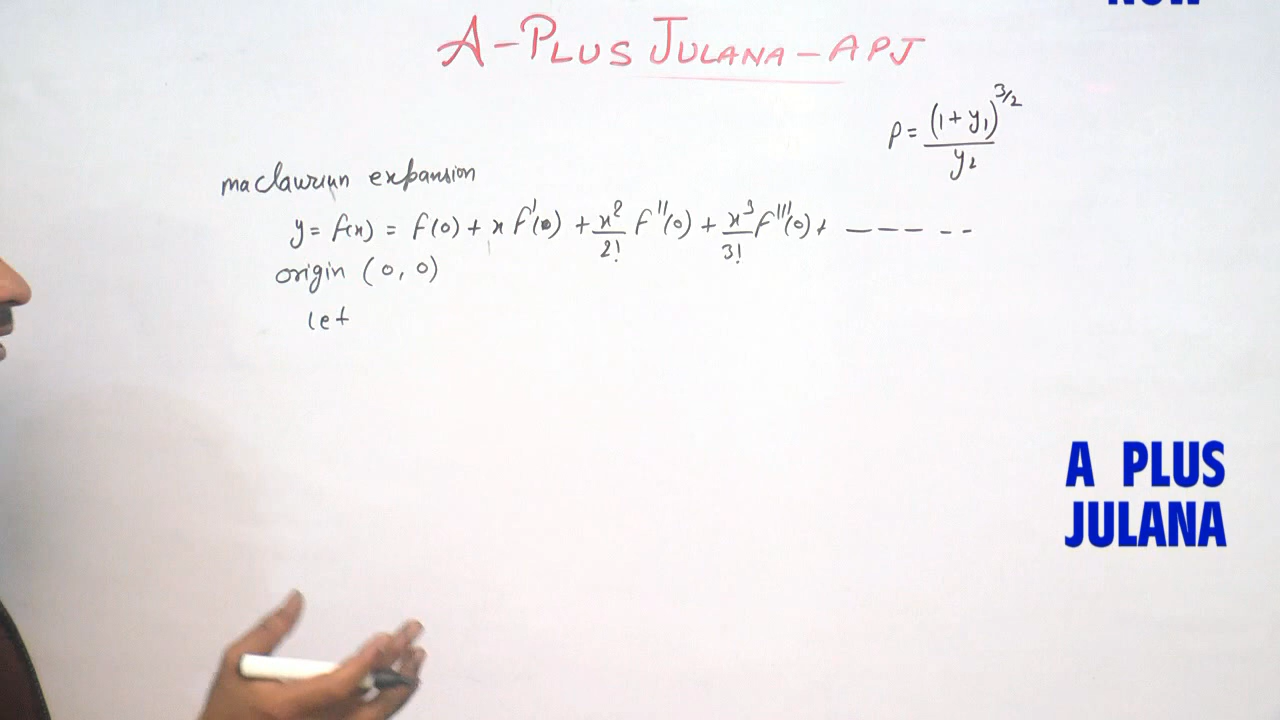 A-PLUS JULANA-APJ
ρ = (1+y₁)^3/2 / y₂
maclauriun expansion
y = f(x) = f(0) + x f'(0) + x²/2! f''(0) + x³/3! f'''(0) + - - - - -
origin (0, 0)
let
A PLUS
JULANA